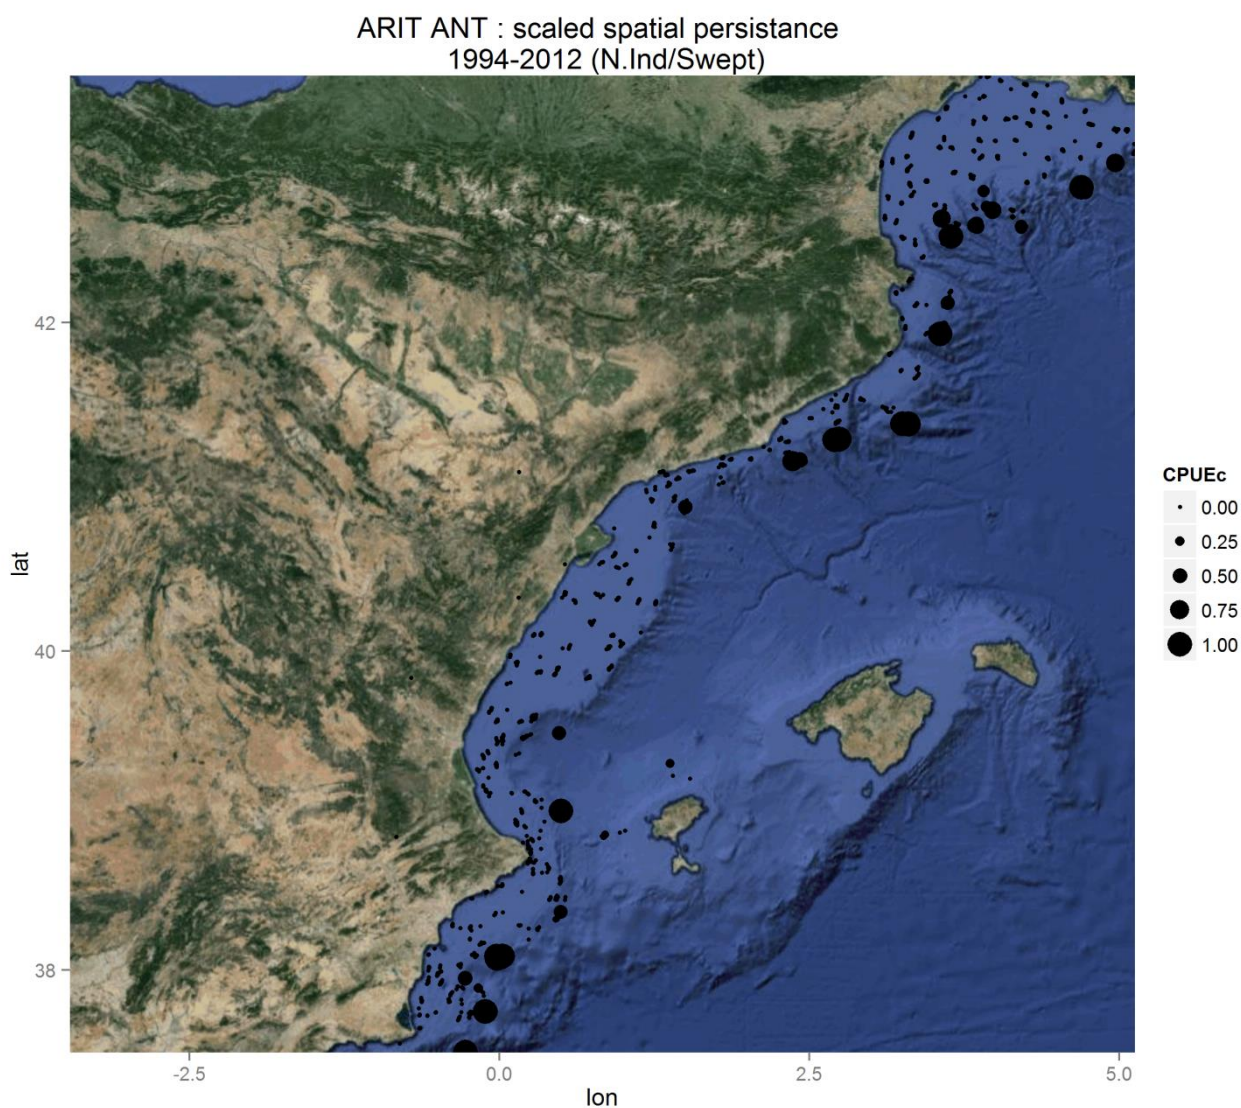 ARIT ANT : scaled spatial persistance
1994-2012 (N.Ind/Swept)
lat
42
40
38
-2.5
0.0
2.5
5.0
lon
CPUEc
0.00
0.25
0.50
0.75
1.00